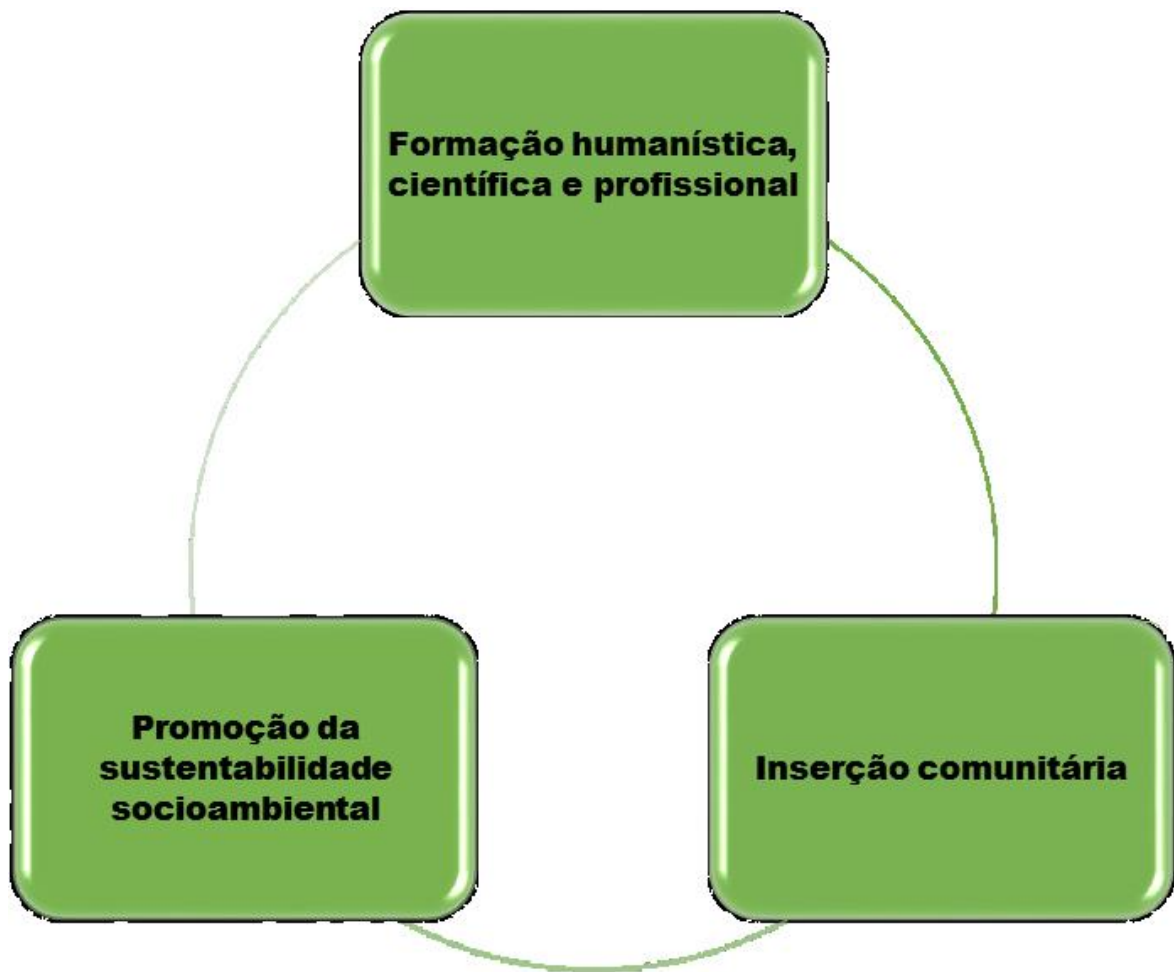 Formação humanística,
científica e profissional
Promoção da
sustentabilidade
socioambiental
Inserção comunitária